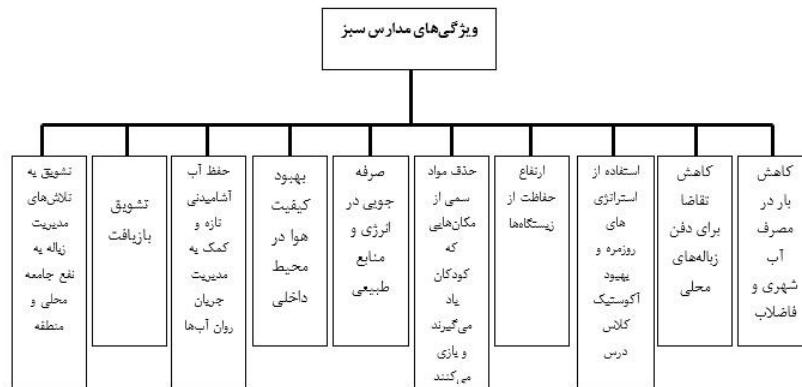 ویژگی‌های مدارس سبز
کاهش
بار در
مصرف
آب
شهری و
فاضلاب
کاهش
تقاضا
برای دفن
زباله‌های
محلی
استفاده از
استراتژی
های
روزمره و
بهبود
آکوستیک
کلاس
درس
ارتفاع
حفاظت از
زیستگاه‌ها
حذف مواد
سمی از
مکان‌هایی
که
کودکان
یاد
می‌گیرند
و بازی
می‌کنند
صرفه
جویی در
انرژی و
منابع
طبیعی
بهبود
کیفیت
هوا در
محیط
داخلی
حفظ آب
آشامیدنی
تازه و
کمک به
مدیریت
جریان
روان آب‌ها
تشویق
بازیافت
تشویق به
تلاش‌های
مدیریت
زباله به
نفع جامعه
محلی و
منطقه